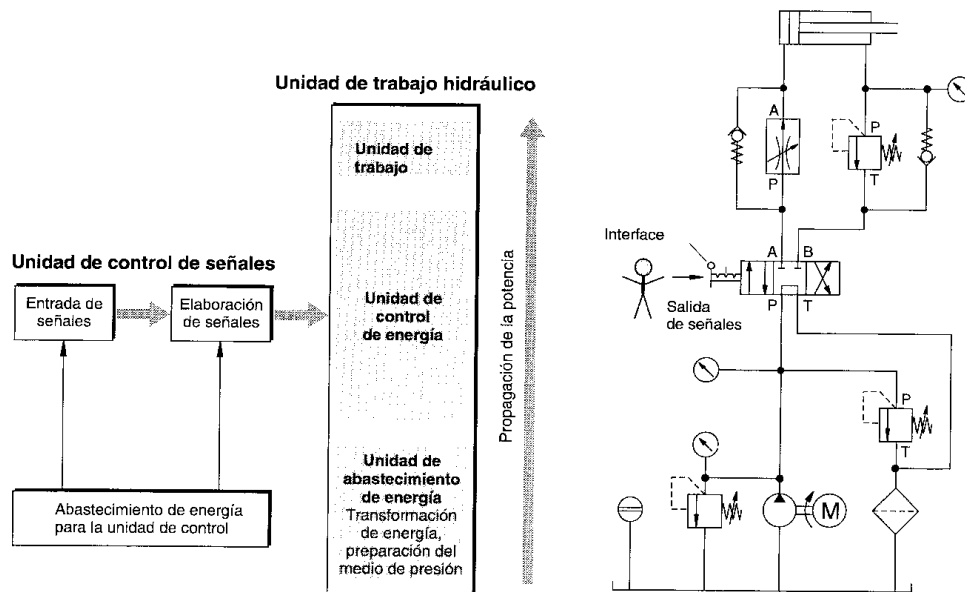 Unidad de trabajo hidráulico
Unidad de
trabajo
Unidad de control de señales
Entrada de
señales
Elaboración
de señales
Unidad de
control
de energía
Abastecimiento de energía
para la unidad de control
Unidad de
abastecimiento
de energía
Transformación
de energía,
preparación del
medio de presión
Propagación de la potencia
A
P
P
T
Interface
A
B
P
T
Salida
de señales
P
T
M